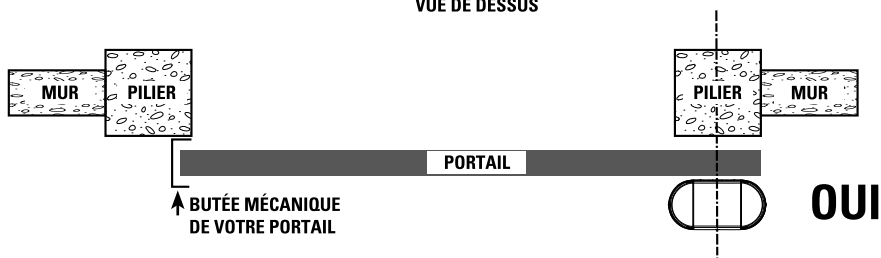 VUE DE DESSUS
MUR
PILIER
PILIER
MUR
PORTAIL
BUTÉE MÉCANIQUE
DE VOTRE PORTAIL
OUI